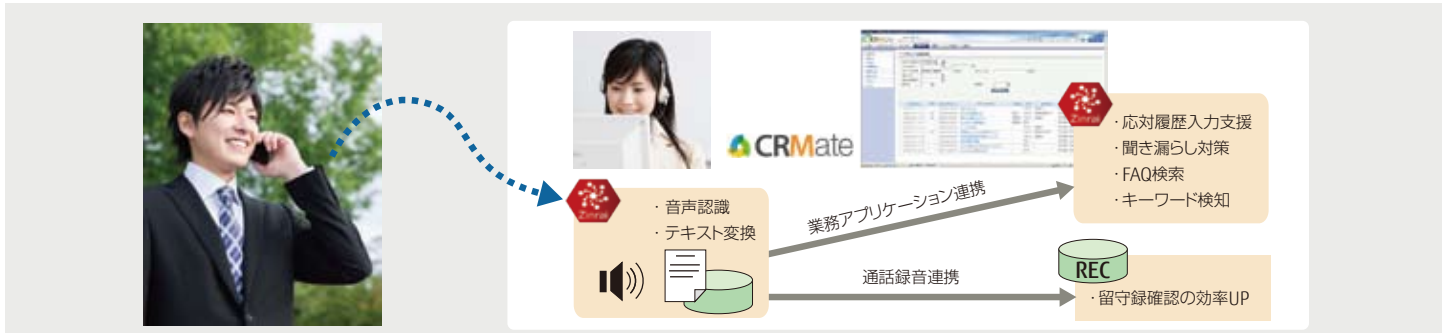 CRMate
Zinrai
・応対履歴入力支援
・聞き漏らし対策
・FAQ検索
・キーワード検知
Zinrai
・音声認識
・テキスト変換
業務アプリケーション連携
通話録音連携
REC
・留守録確認の効率UP